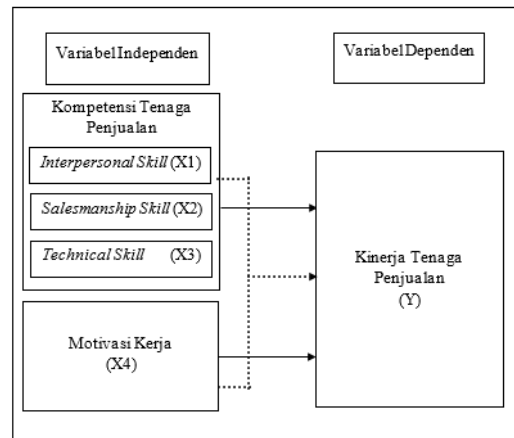 Variabel Independen
Variabel Dependen
Kompetensi Tenaga
Penjualan
Interpersonal Skill (X1)
Salesmanship Skill (X2)
Technical Skill (X3)
Motivasi Kerja
(X4)
Kinerja Tenaga
Penjualan
(Y)